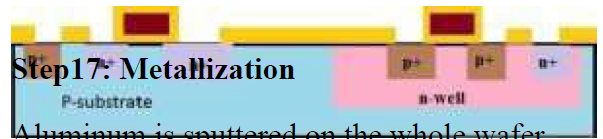 p+ n+ n+ p+ p+ n+
Step17: Metallization
P-substrate n-well
Aluminum is sputtered on the whole wafer